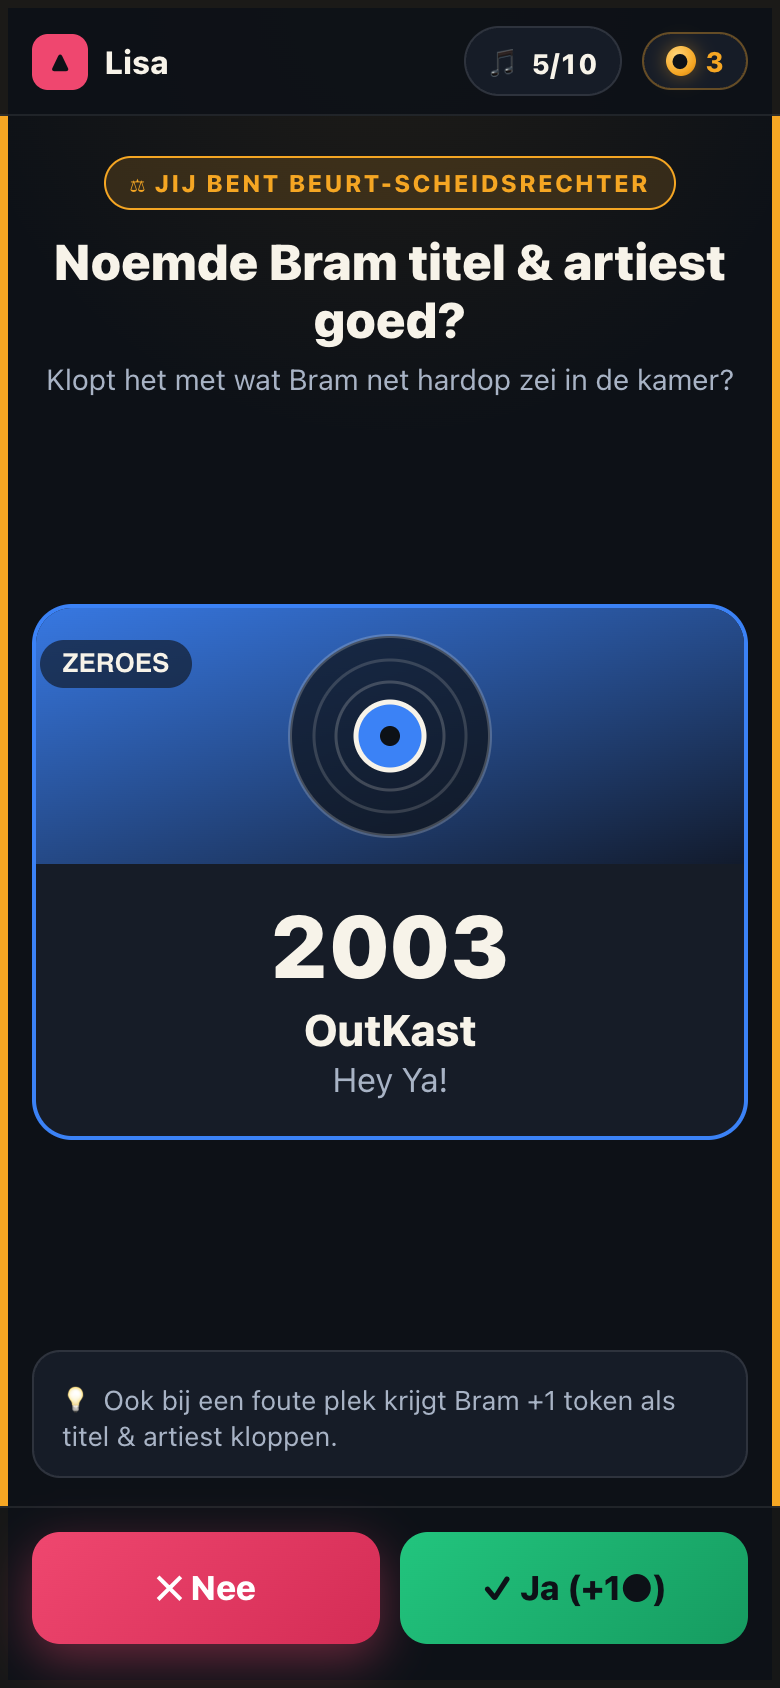 Lisa
🎵 5/10
3
⚖ JIJ BENT BEURT-SCHEIDSRECHTER
Noemde Bram titel & artiest
goed?
Klopt het met wat Bram net hardop zei in de kamer?
ZEROES
2003
OutKast
Hey Ya!
💡 Ook bij een foute plek krijgt Bram +1 token als
titel & artiest kloppen.
✕ Nee
✓ Ja (+1●)